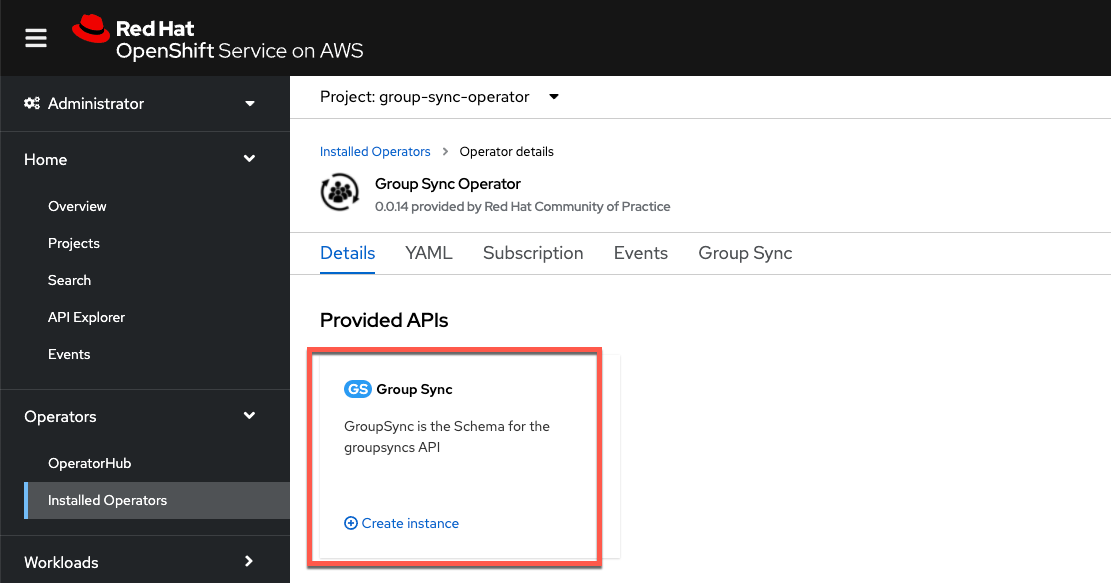 Red Hat
OpenShift Service on AWS
Administrator
Home
Overview
Projects
Search
API Explorer
Events
Operators
OperatorHub
Installed Operators
Workloads
Project: group-sync-operator
Installed Operators > Operator details
Group Sync Operator
0.0.14 provided by Red Hat Community of Practice
Details YAML Subscription Events Group Sync
Provided APIs
GS Group Sync
GroupSync is the Schema for the
groupsyncs API
Create instance